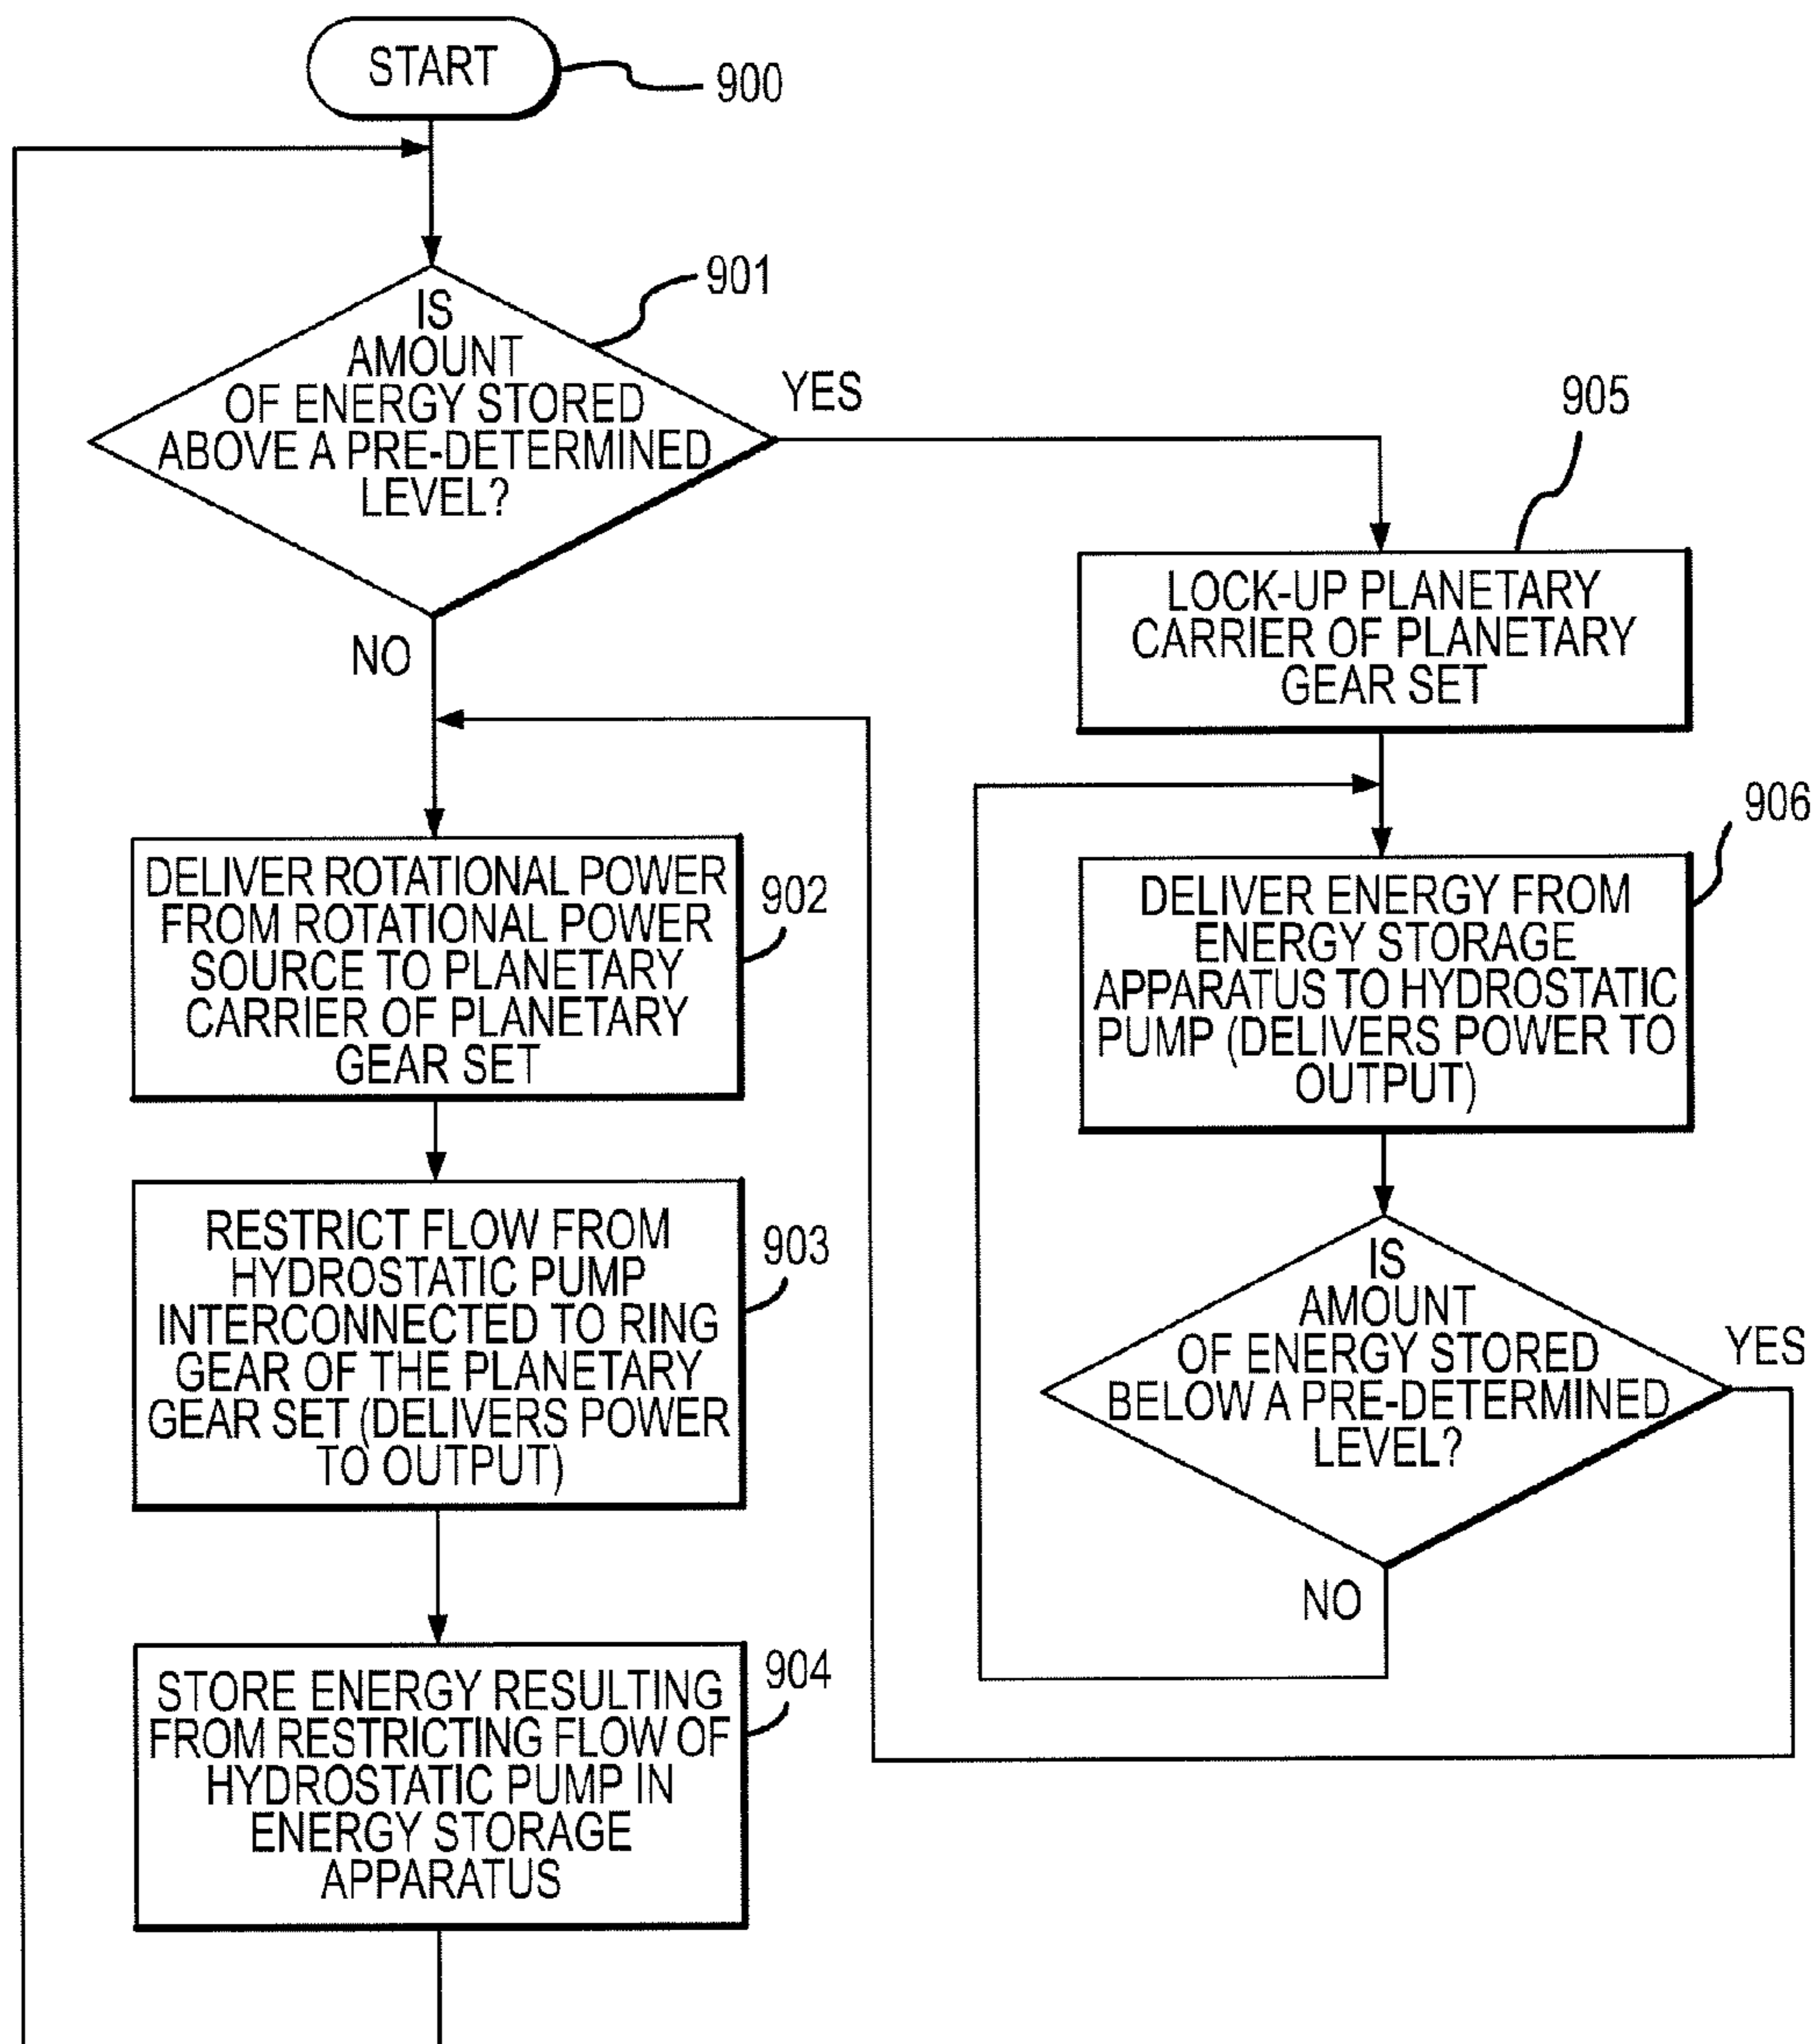 START
900
IS
AMOUNT
OF ENERGY STORED
ABOVE A PRE-DETERMINED
LEVEL?
901
YES
NO
905
LOCK-UP PLANETARY
CARRIER OF PLANETARY
GEAR SET
DELIVER ROTATIONAL POWER
FROM ROTATIONAL POWER
SOURCE TO PLANETARY
CARRIER OF PLANETARY
GEAR SET
902
906
DELIVER ENERGY FROM
ENERGY STORAGE
APPARATUS TO HYDROSTATIC
PUMP (DELIVERS POWER TO
OUTPUT)
RESTRICT FLOW FROM
HYDROSTATIC PUMP
INTERCONNECTED TO RING
GEAR OF THE PLANETARY
GEAR SET (DELIVERS POWER
TO OUTPUT)
903
IS
AMOUNT
OF ENERGY STORED
BELOW A PRE-DETERMINED
LEVEL?
YES
NO
STORE ENERGY RESULTING
FROM RESTRICTING FLOW OF
HYDROSTATIC PUMP IN
ENERGY STORAGE
APPARATUS
904